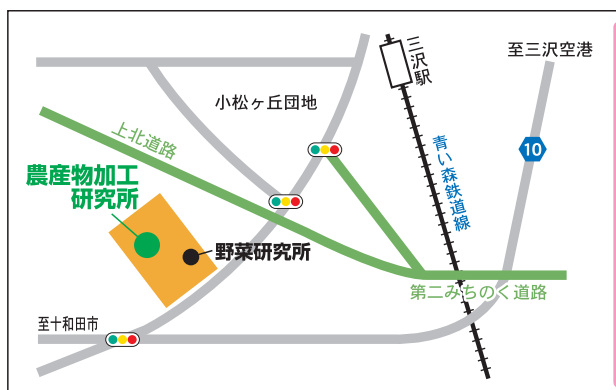 三沢駅
至三沢空港
小松ヶ丘団地
上北道路
10
青い森鉄道線
農産物加工
研究所
野菜研究所
第二みちのく道路
至十和田市